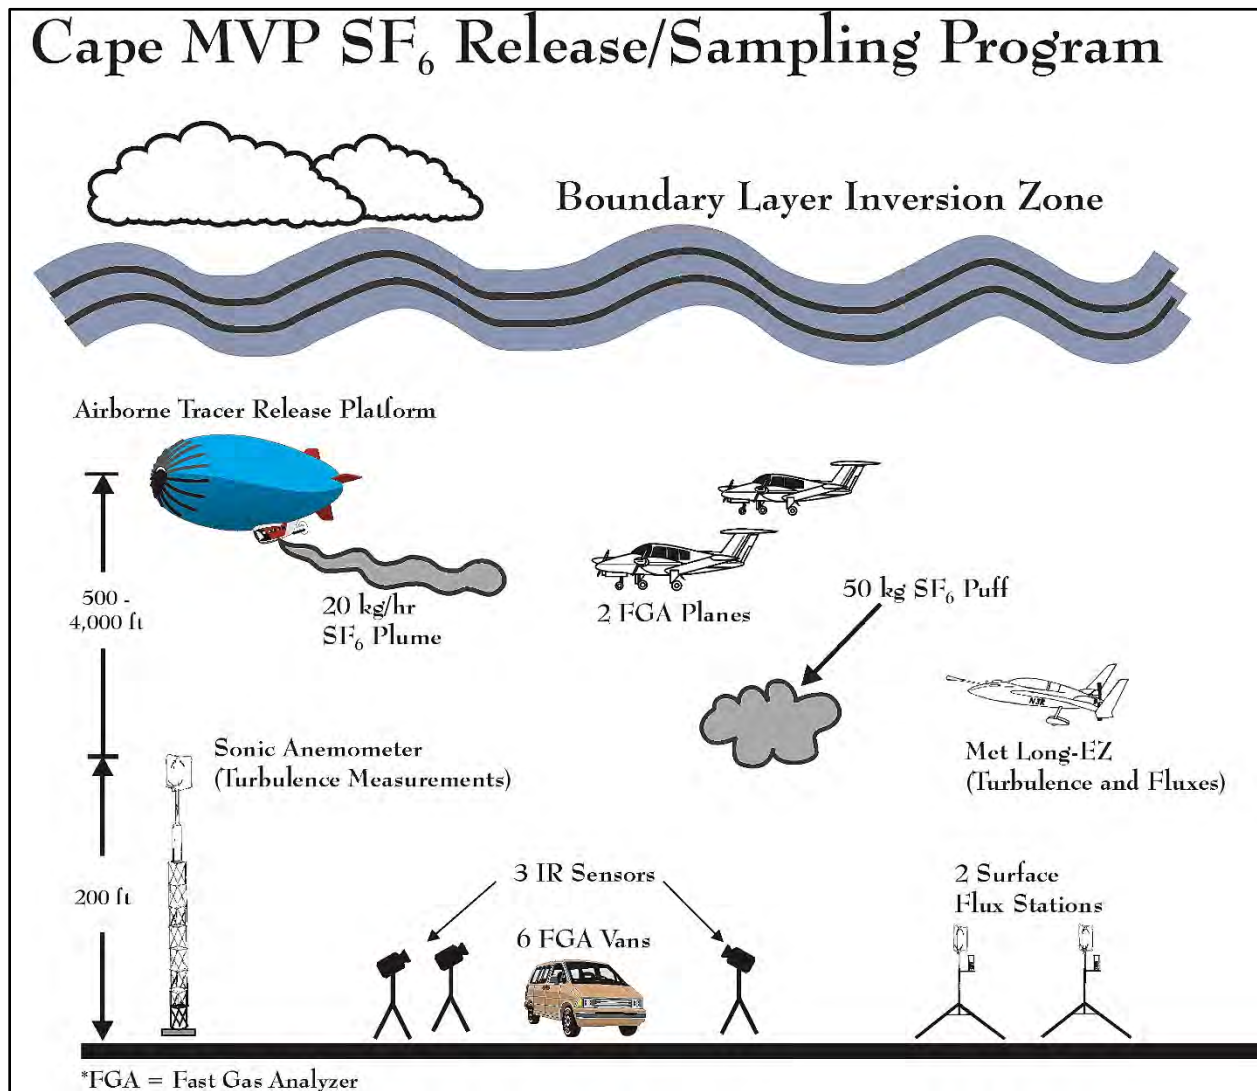 Cape MVP SF₆ Release/Sampling Program
Boundary Layer Inversion Zone
Airborne Tracer Release Platform
500 -
4,000 ft
20 kg/hr
SF₆ Plume
2 FGA Planes
50 kg SF₆ Puff
N3R
Sonic Anemometer
(Turbulence Measurements)
Met Long-EZ
(Turbulence and Fluxes)
200 ft
3 IR Sensors
6 FGA Vans
2 Surface
Flux Stations
*FGA = Fast Gas Analyzer